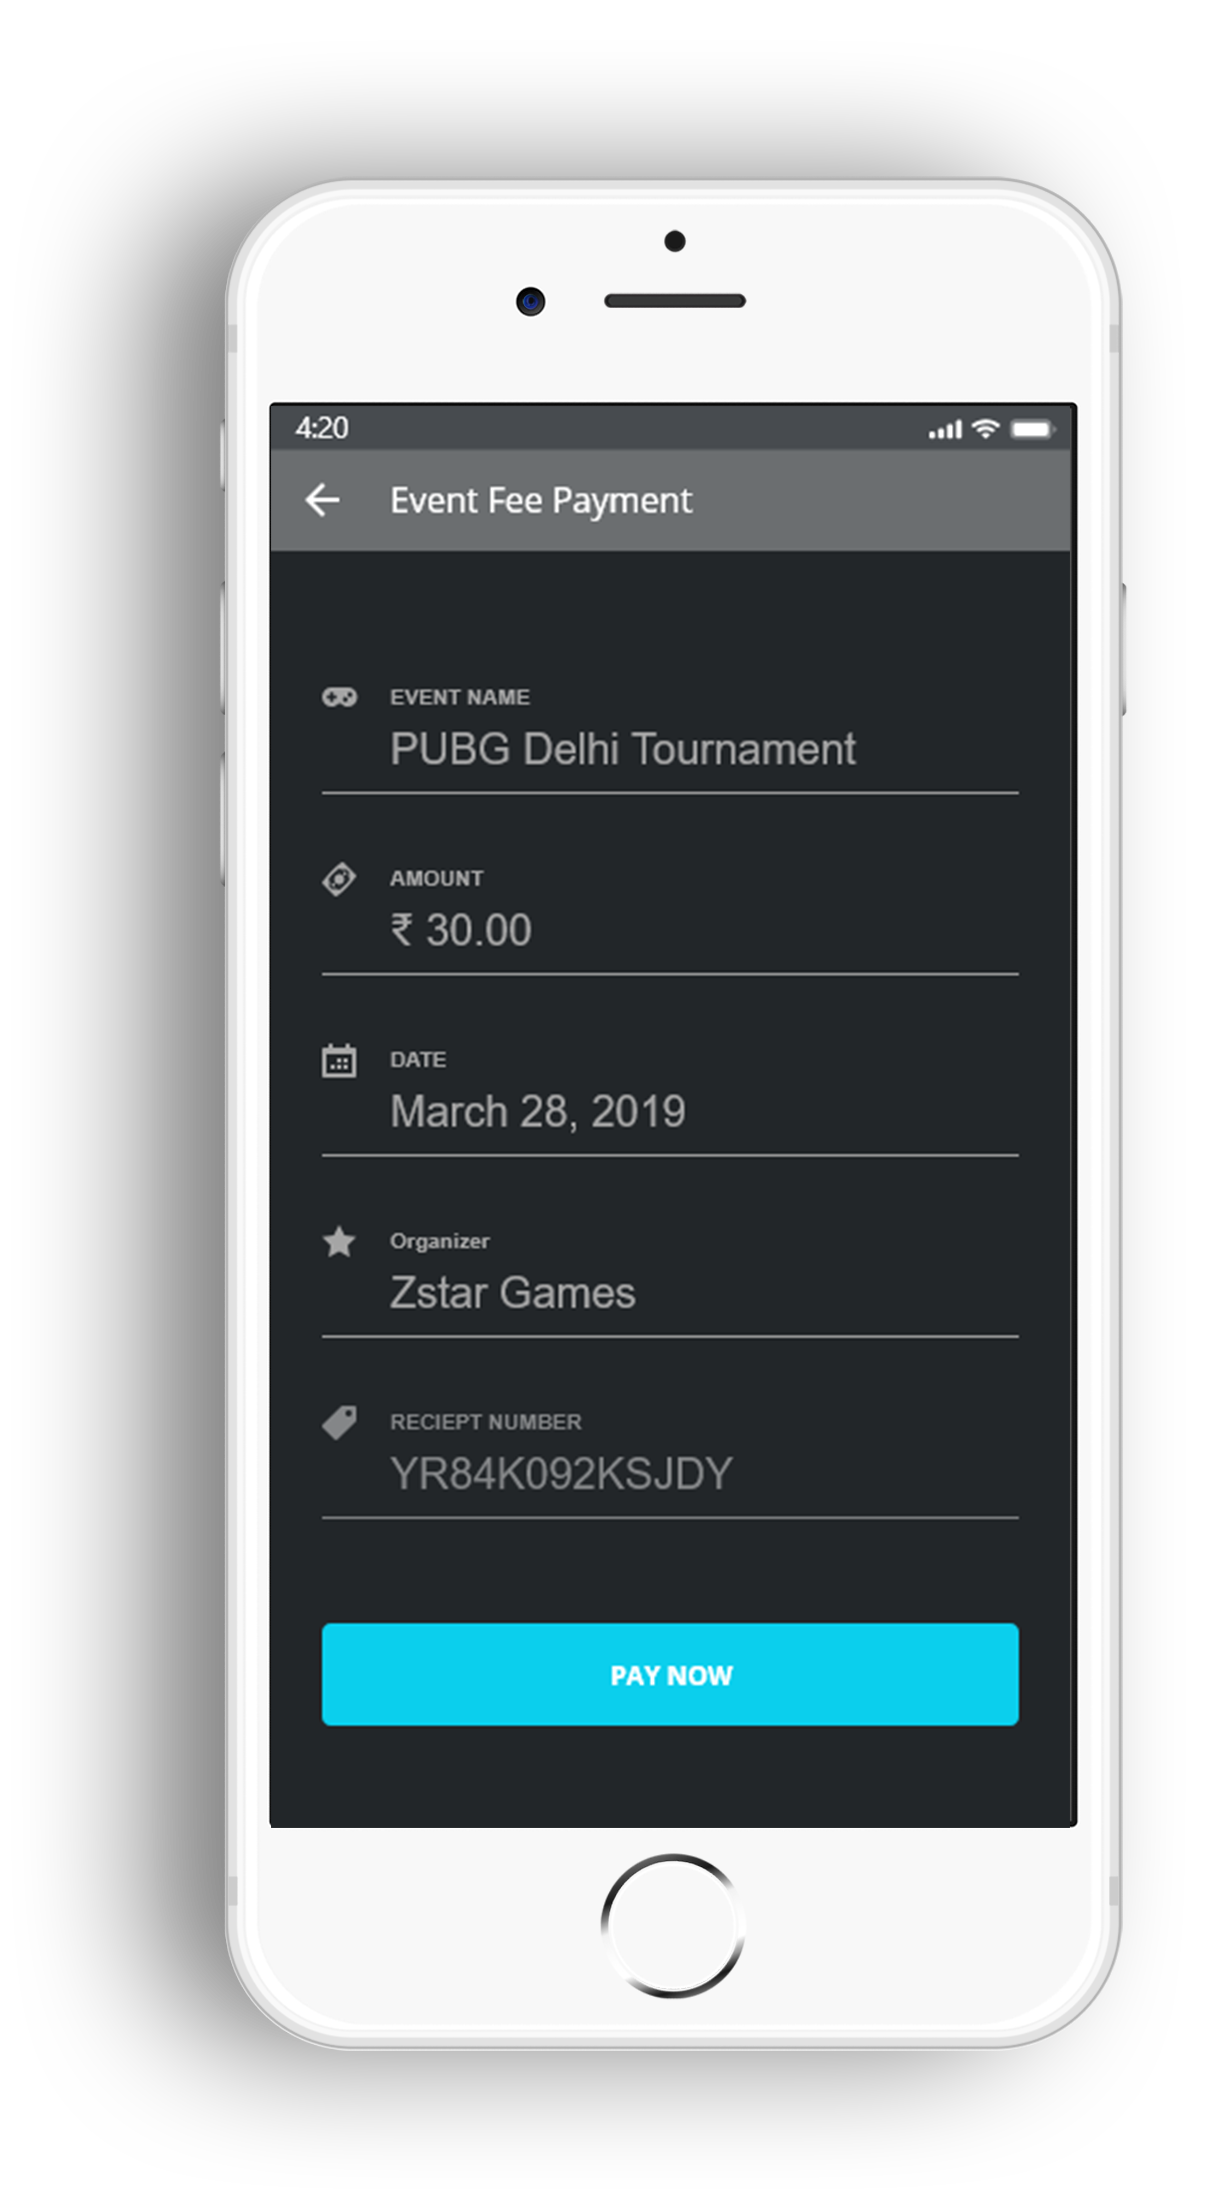 4:20
Event Fee Payment
EVENT NAME
PUBG Delhi Tournament
AMOUNT
₹ 30.00
DATE
March 28, 2019
Organizer
Zstar Games
RECIEPT NUMBER
YR84K092KSJDY
PAY NOW